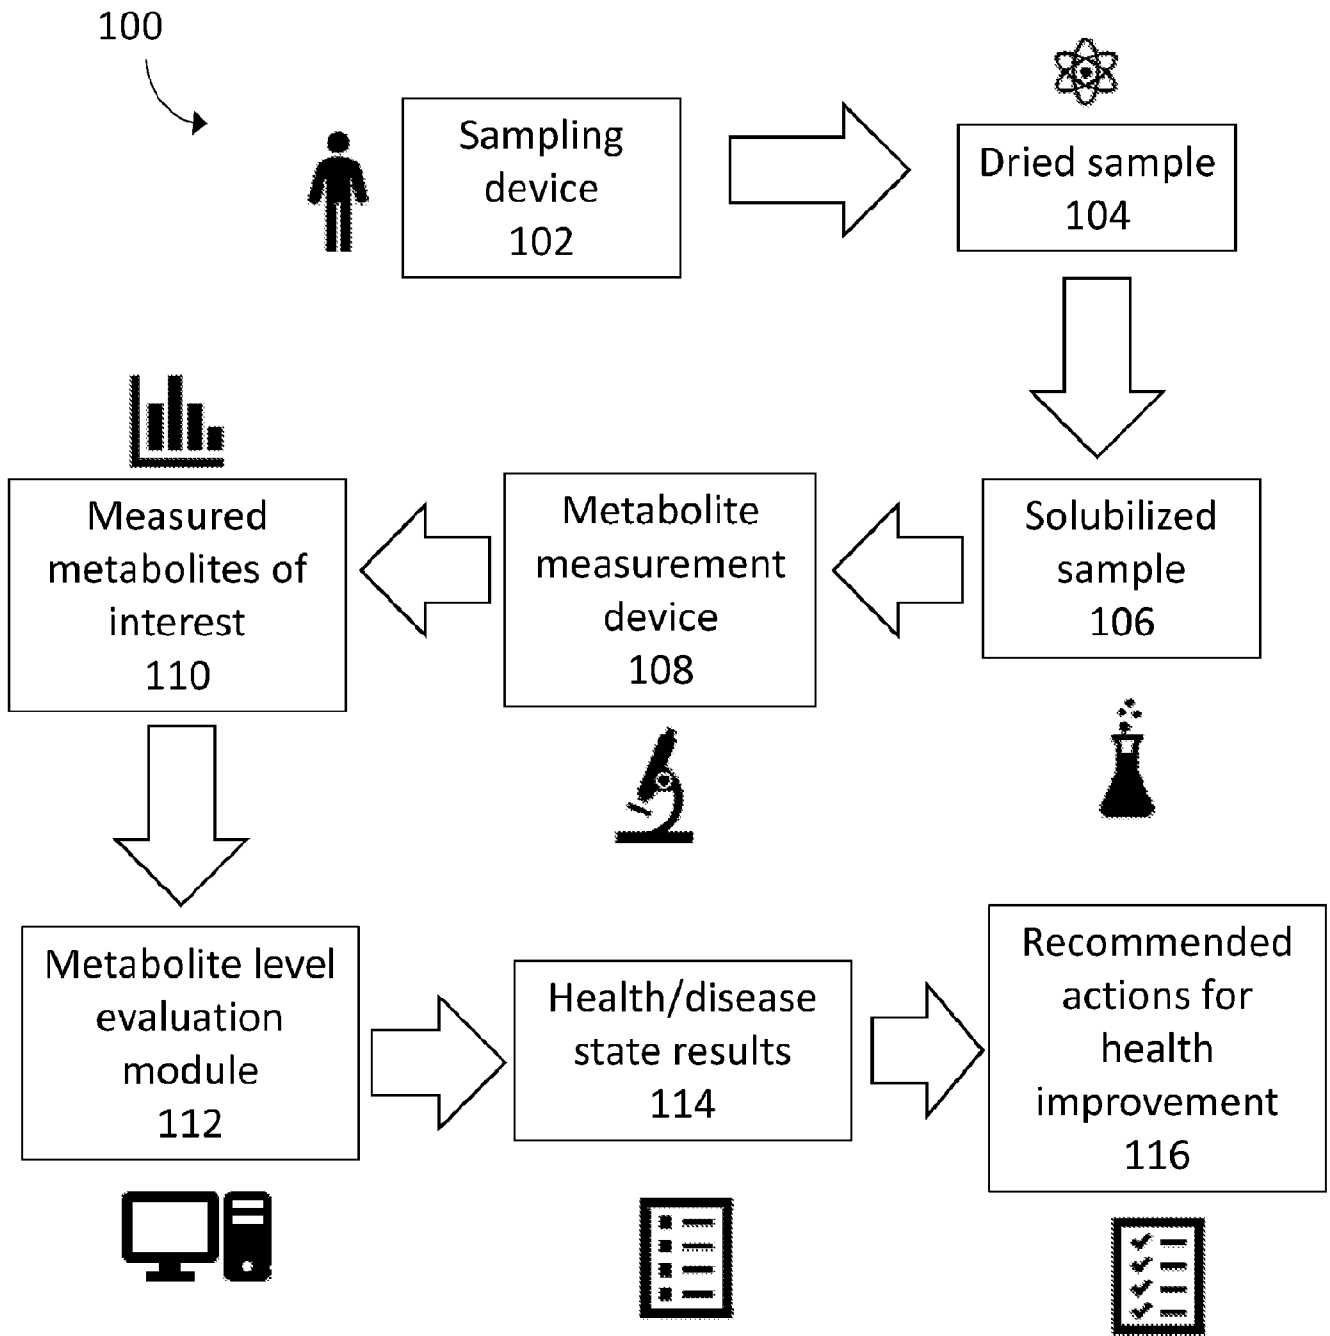 100
Sampling
device
102
Dried sample
104
Measured
metabolites of
interest
110
Metabolite
measurement
device
108
Solubilized
sample
106
Metabolite level
evaluation
module
112
Health/disease
state results
114
Recommended
actions for
health
improvement
116